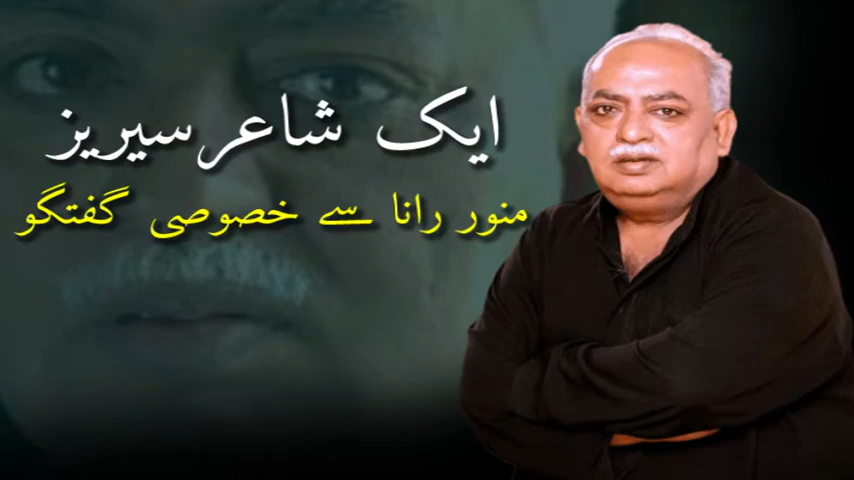 ایک شاعر سیریز
منور رانا سے خصوصی گفتگو